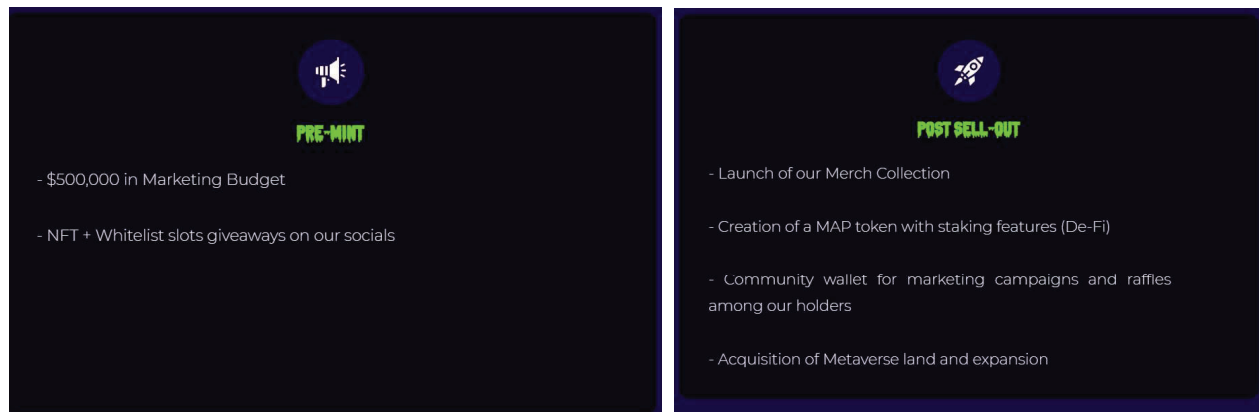 PRE-MINT
- $500,000 in Marketing Budget
- NFT + Whitelist slots giveaways on our socials
POST SELL-OUT
- Launch of our Merch Collection
- Creation of a MAP token with staking features (De-Fi)
- Community wallet for marketing campaigns and raffles
among our holders
- Acquisition of Metaverse land and expansion